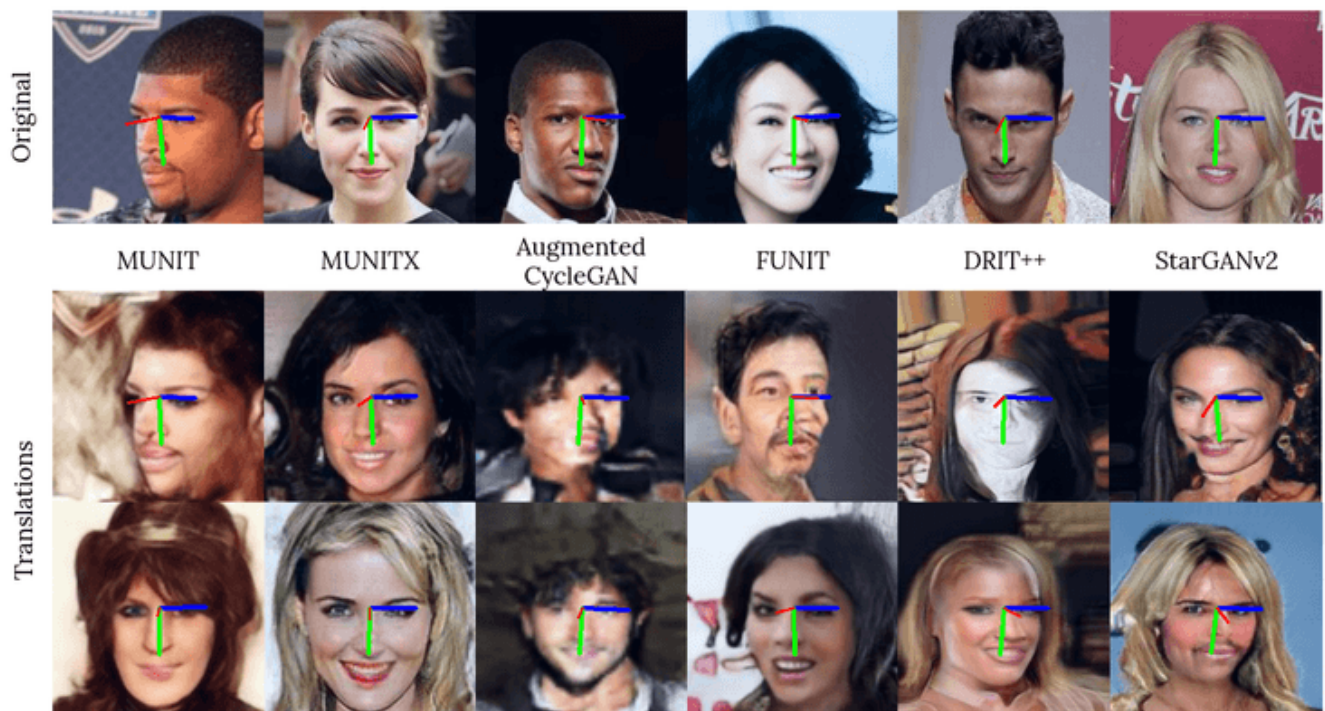 Original
MUNIT
MUNITX
Augmented
CycleGAN
FUNIT
DRIT++
StarGANv2
Translations